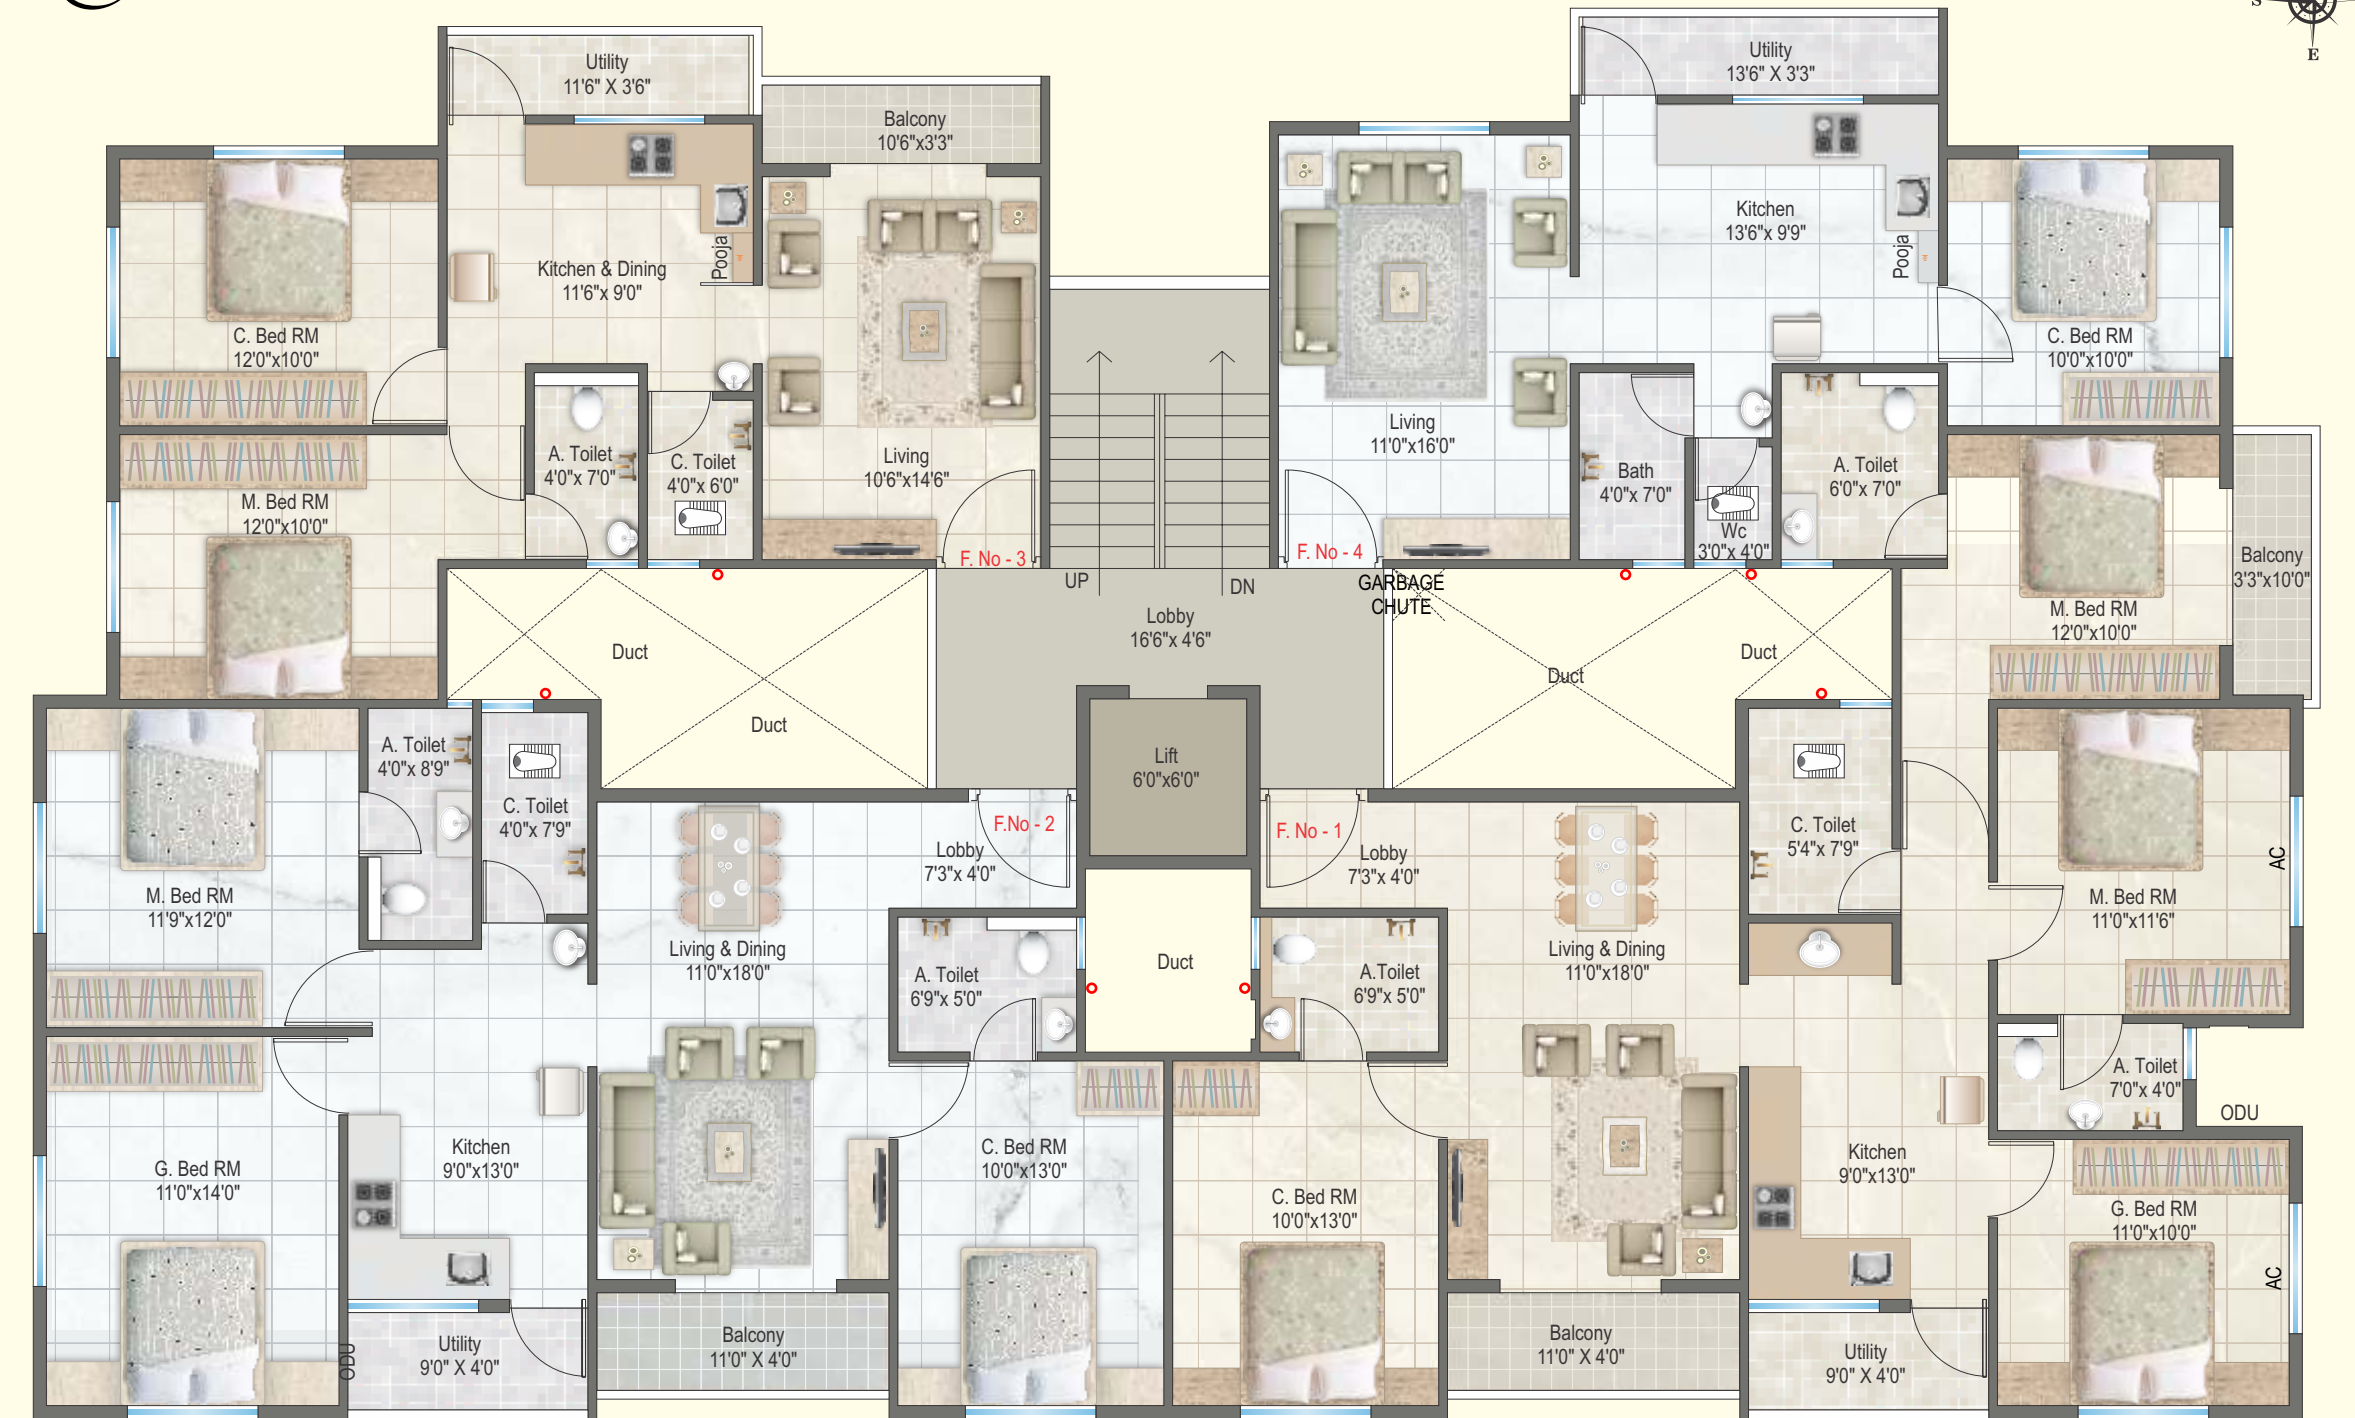 S
E
Utility
11'6" X 3'6"
Balcony
10'6"x3'3"
Utility
13'6" X 3'3"
Kitchen & Dining
11'6"x 9'0"
Pooja
C. Bed RM
12'0"x10'0"
M. Bed RM
12'0"x10'0"
A. Toilet
4'0"x 7'0"
C. Toilet
4'0"x 6'0"
Living
10'6"x14'6"
F. No - 3
Kitchen
13'6"x 9'9"
Pooja
C. Bed RM
10'0"x10'0"
Living
11'0"x16'0"
Bath
4'0"x 7'0"
Wc
3'0"x 4'0"
A. Toilet
6'0"x 7'0"
F. No - 4
M. Bed RM
12'0"x10'0"
Balcony
3'3"x10'0"
UP
DN
GARBAGE
CHUTE
Lobby
16'6"x 4'6"
Duct
Duct
Duct
Duct
Lift
6'0"x6'0"
A. Toilet
4'0"x 8'9"
C. Toilet
4'0"x 7'9"
M. Bed RM
11'9"x12'0"
F.No - 2
Lobby
7'3"x 4'0"
F. No - 1
Lobby
7'3"x 4'0"
C. Toilet
5'4"x 7'9"
M. Bed RM
11'0"x11'6"
AC
Living & Dining
11'0"x18'0"
A. Toilet
6'9"x 5'0"
Duct
A.Toilet
6'9"x 5'0"
Living & Dining
11'0"x18'0"
A. Toilet
7'0"x 4'0"
ODU
G. Bed RM
11'0"x14'0"
Kitchen
9'0"x13'0"
C. Bed RM
10'0"x13'0"
C. Bed RM
10'0"x13'0"
Kitchen
9'0"x13'0"
G. Bed RM
11'0"x10'0"
AC
ODU
Utility
9'0" X 4'0"
Balcony
11'0" X 4'0"
Balcony
11'0" X 4'0"
Utility
9'0" X 4'0"